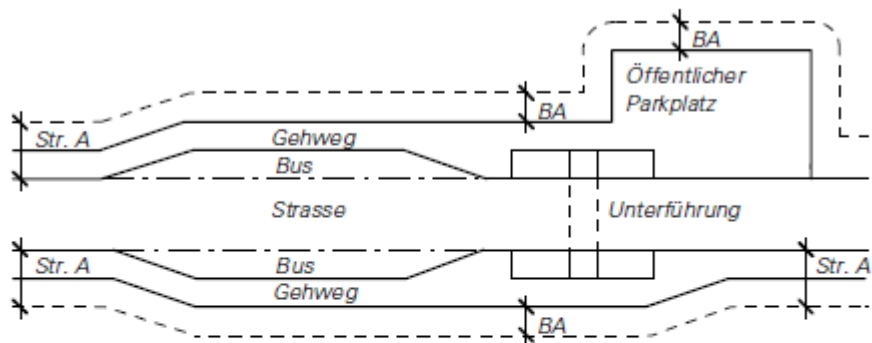 BA
Öffentlicher
Parkplatz
BA
Str. A
Gehweg
Bus
Strasse
Unterführung
Str. A
Bus
Str. A
Gehweg
BA